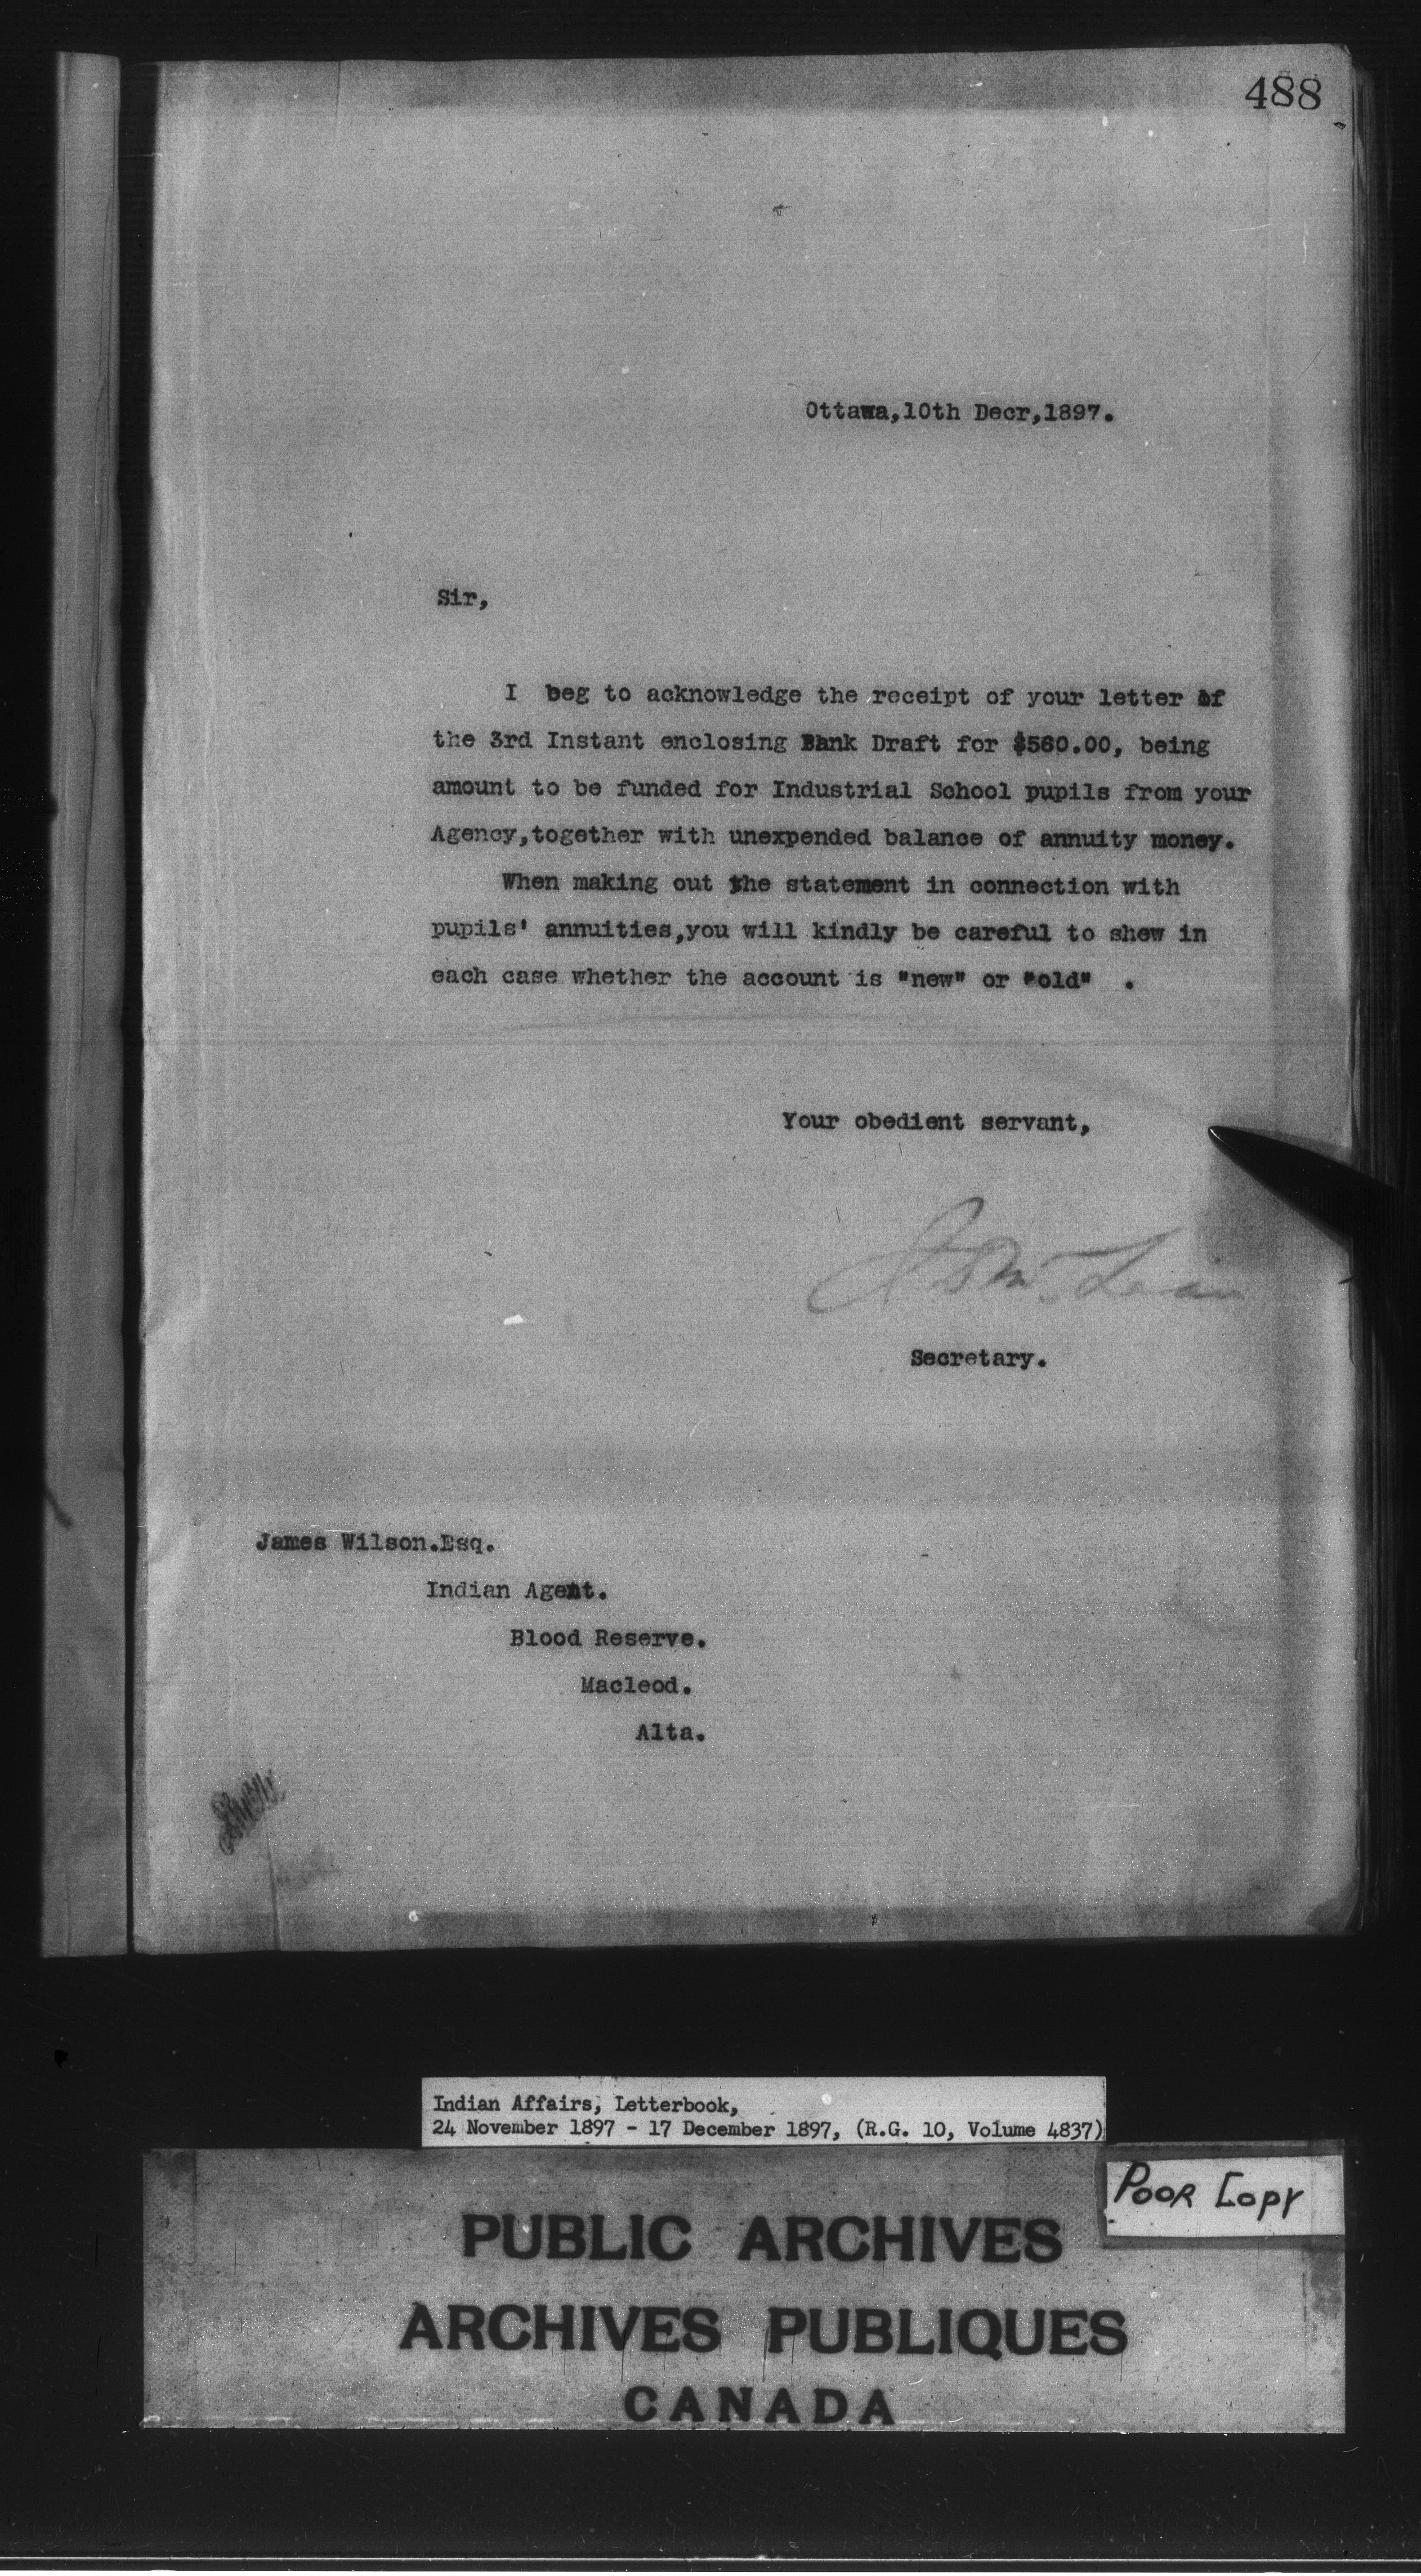 488
Ottawa,10th Decr,1897.
Sir,
I beg to acknowledge the receipt of your letter of
the 3rd Instant enclosing Bank Draft for $560.00, being
amount to be funded for Industrial School pupils from your
Agency,together with unexpended balance of annuity money.
When making out the statement in connection with
pupils' annuities,you will kindly be careful to shew in
each case whether the account is "new" or "old" .
Your obedient servant,
J D McLean
Secretary.
James Wilson.Esq.
Indian Agent.
Blood Reserve.
Macleod.
Alta.
Indian Affairs, Letterbook,
24 November 1897 - 17 December 1897, (R.G. 10, Volume 4837)
POOR COPY
PUBLIC ARCHIVES
ARCHIVES PUBLIQUES
CANADA